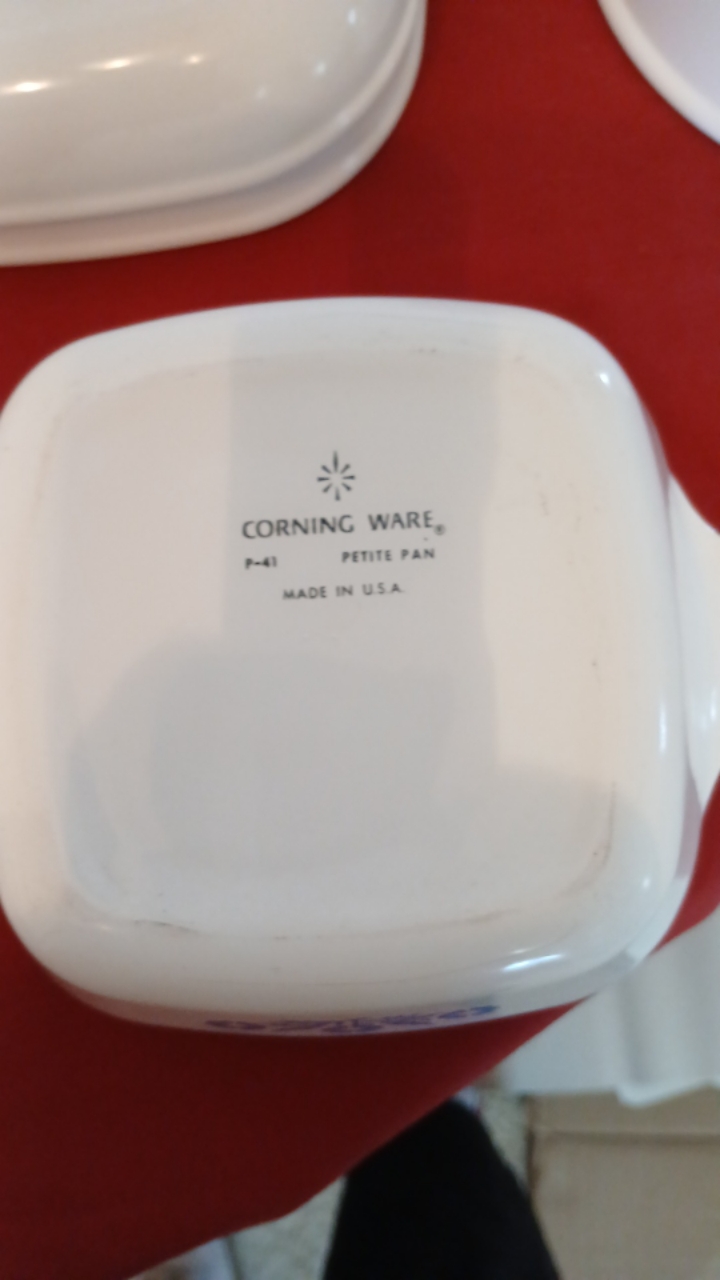 CORNING WARE®
P-41 PETITE PAN
MADE IN U.S.A.